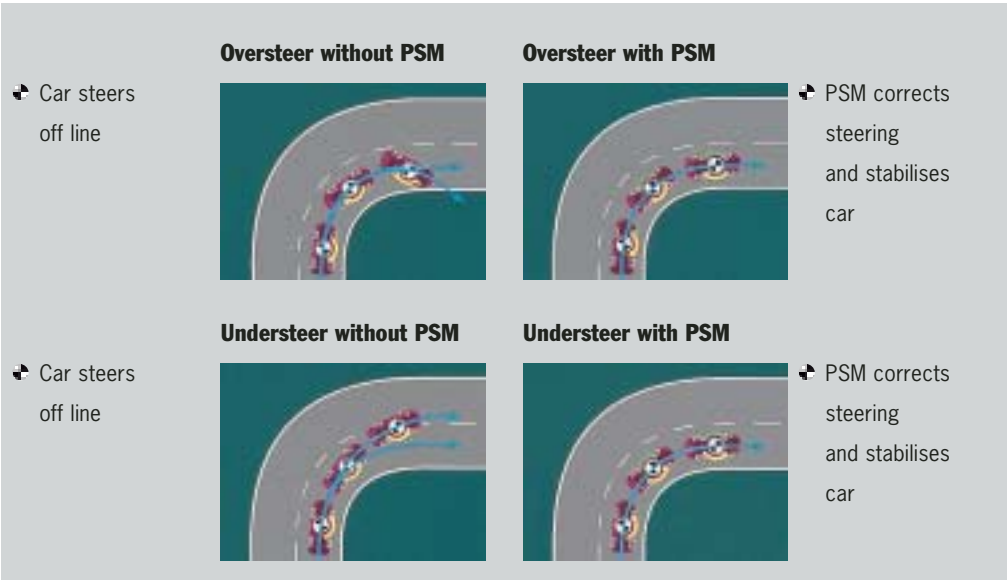 Oversteer without PSM
Oversteer with PSM
Car steers
off line
PSM corrects
steering
and stabilises
car
Understeer without PSM
Understeer with PSM
Car steers
off line
PSM corrects
steering
and stabilises
car